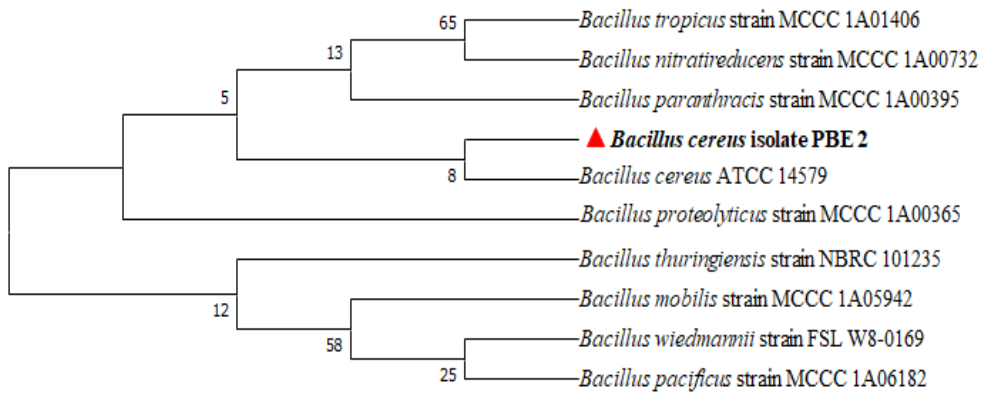 65
Bacillus tropicus strain MCCC 1A01406
13
Bacillus nitratireducens strain MCCC 1A00732
5
Bacillus paranthracis strain MCCC 1A00395
Bacillus cereus isolate PBE 2
8
Bacillus cereus ATCC 14579
Bacillus proteolyticus strain MCCC 1A00365
Bacillus thuringiensis strain NBRC 101235
12
Bacillus mobilis strain MCCC 1A05942
58
Bacillus wiedmannii strain FSL W8-0169
25
Bacillus pacificus strain MCCC 1A06182